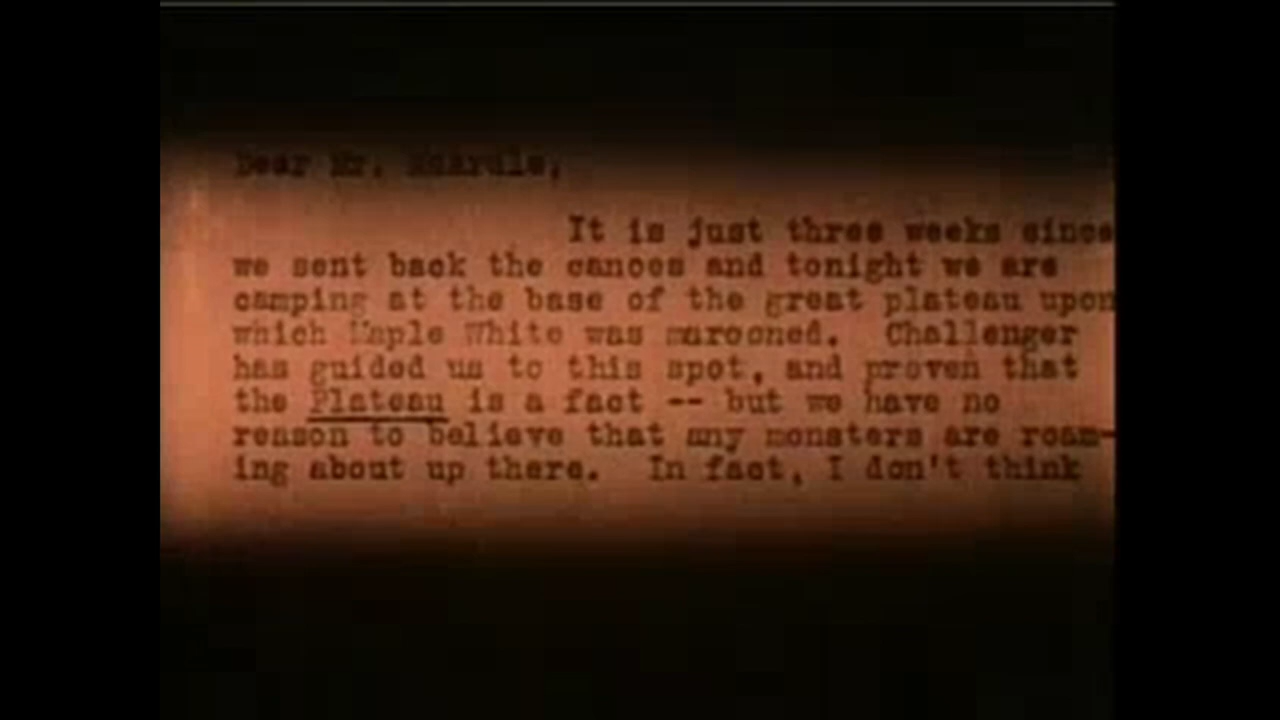 Dear Mr. McArdle,
It is just three weeks since
we sent back the canoes and tonight we are
camping at the base of the great plateau upon
which Maple White was marooned. Challenger
has guided us to this spot, and proven that
the Plateau is a fact -- but we have no
reason to believe that any monsters are roam-
ing about up there. In fact, I don't think